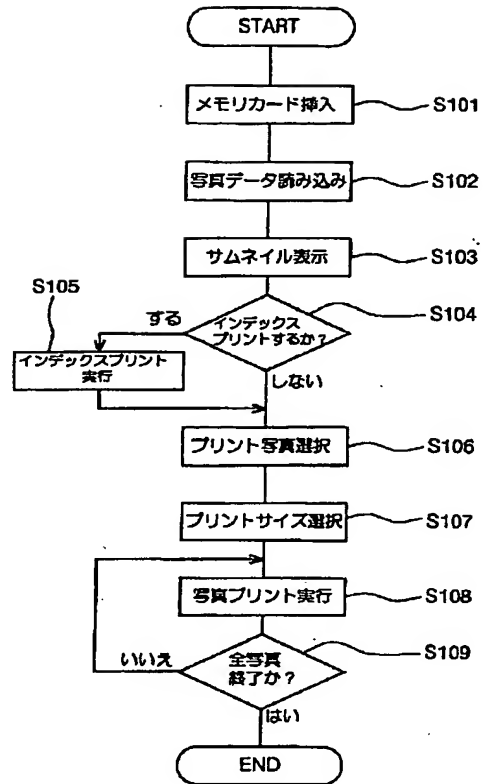 START
メモリカード挿入
S101
写真データ読み込み
S102
サムネイル表示
S103
S105
する
インデックス
プリントするか？
S104
インデックスプリント
実行
しない
プリント写真選択
S106
プリントサイズ選択
S107
写真プリント実行
S108
いいえ
全写真
終了か？
S109
はい
END